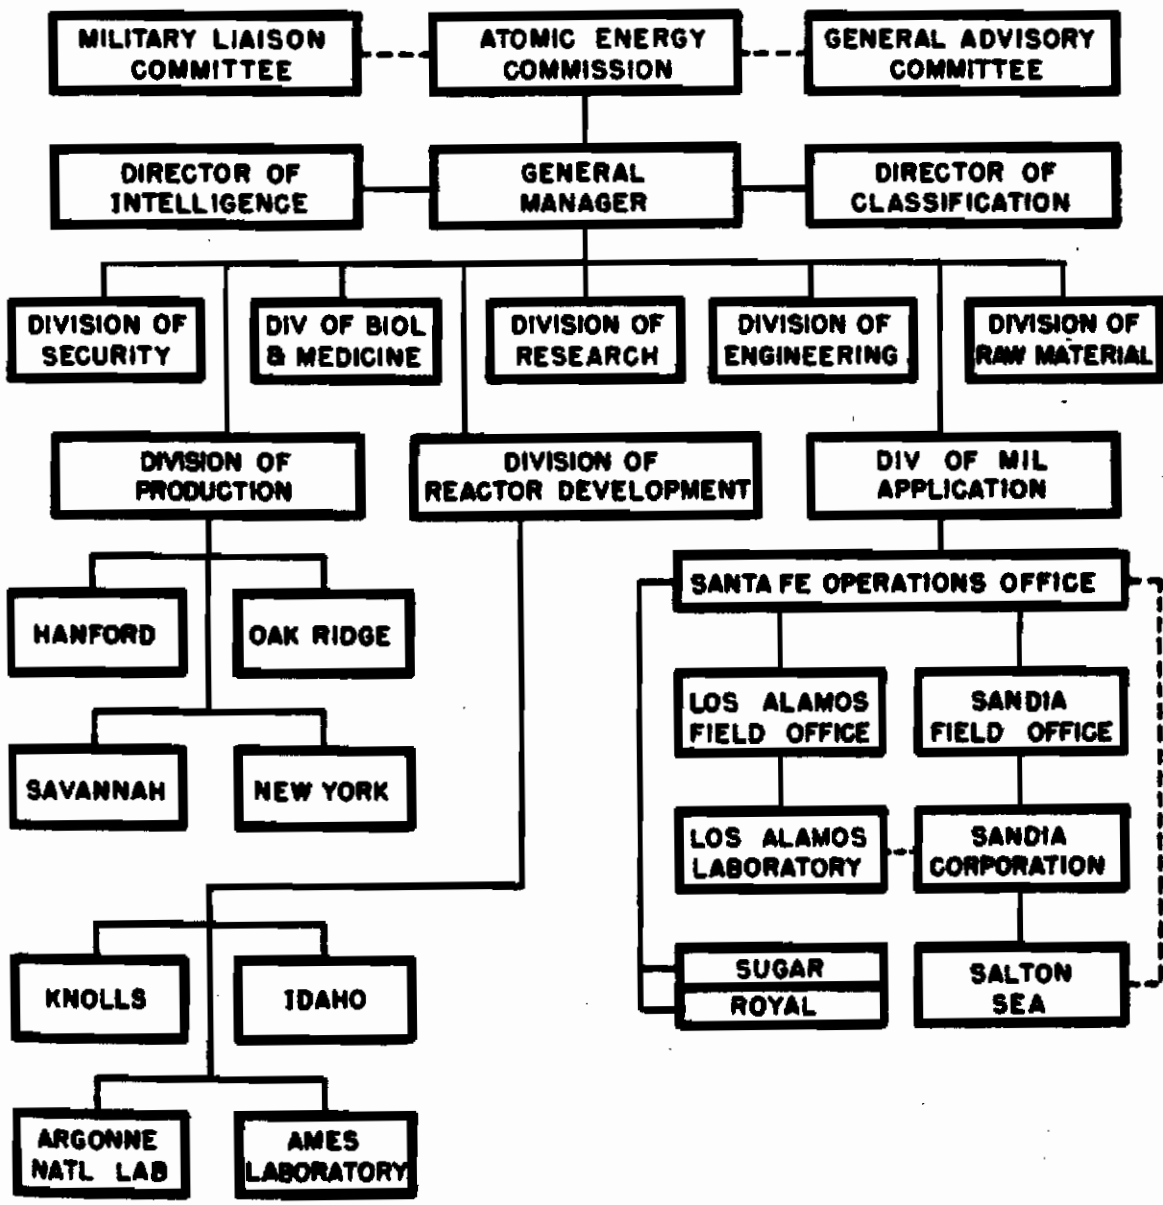 MILITARY LIAISON
COMMITTEE
ATOMIC ENERGY
COMMISSION
GENERAL ADVISORY
COMMITTEE
DIRECTOR OF
INTELLIGENCE
GENERAL
MANAGER
DIRECTOR OF
CLASSIFICATION
DIVISION OF
SECURITY
DIV OF BIOL
& MEDICINE
DIVISION OF
RESEARCH
DIVISION OF
ENGINEERING
DIVISION OF
RAW MATERIAL
DIVISION OF
PRODUCTION
DIVISION OF
REACTOR DEVELOPMENT
DIV OF MIL
APPLICATION
SANTA FE OPERATIONS OFFICE
HANFORD
OAK RIDGE
LOS ALAMOS
FIELD OFFICE
SANDIA
FIELD OFFICE
SAVANNAH
NEW YORK
LOS ALAMOS
LABORATORY
SANDIA
CORPORATION
KNOLLS
IDAHO
SUGAR
ROYAL
SALTON
SEA
ARGONNE
NATL LAB
AMES
LABORATORY